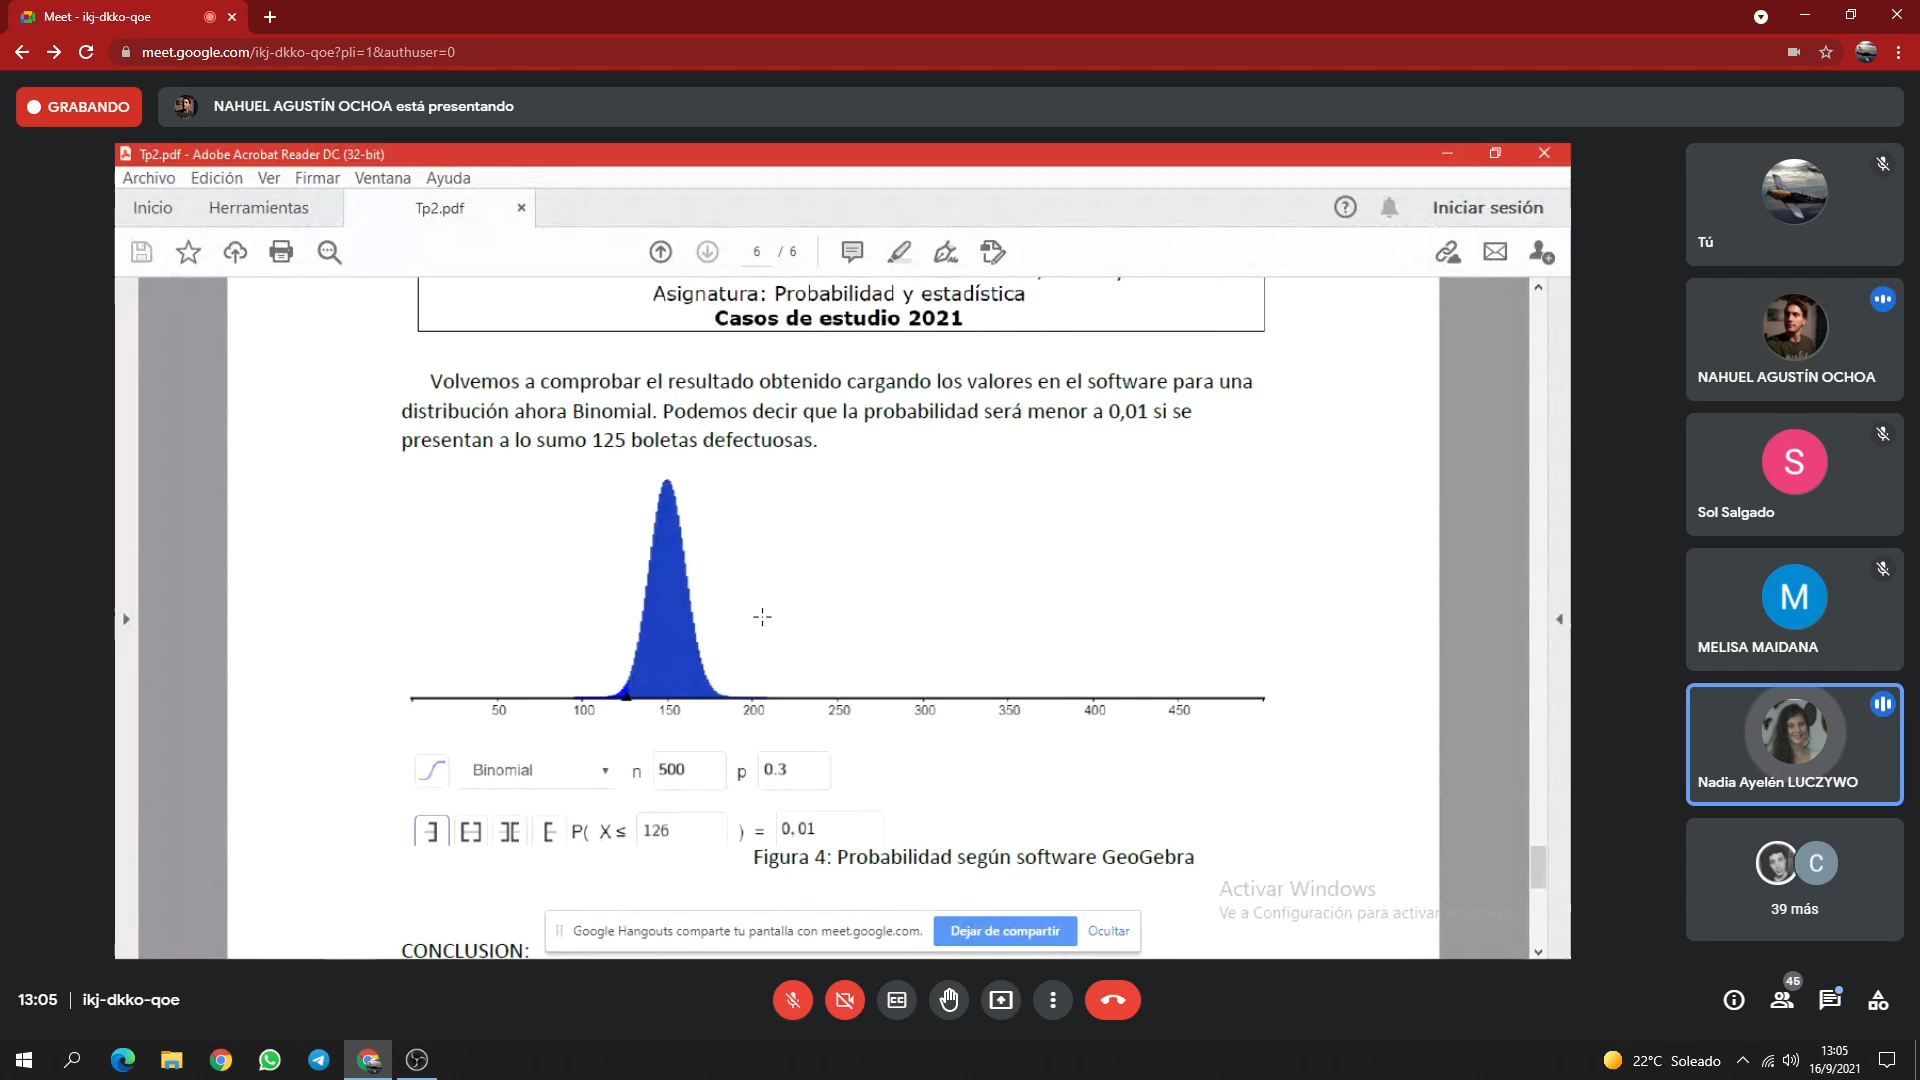 Meet - ikj-dkko-qoe
meet.google.com/ikj-dkko-qoe?pli=1&authuser=0
GRABANDO
NAHUEL AGUSTÍN OCHOA está presentando
Tp2.pdf - Adobe Acrobat Reader DC (32-bit)
Archivo Edición Ver Firmar Ventana Ayuda
Inicio Herramientas Tp2.pdf Iniciar sesión
6 / 6
Asignatura: Probabilidad y estadística
Casos de estudio 2021
Volvemos a comprobar el resultado obtenido cargando los valores en el software para una
distribución ahora Binomial. Podemos decir que la probabilidad será menor a 0,01 si se
presentan a lo sumo 125 boletas defectuosas.
50 100 150 200 250 300 350 400 450
Binomial n 500 p 0.3
P( X ≤ 126 ) = 0,01
Figura 4: Probabilidad según software GeoGebra
Activar Windows
Ve a Configuración para activar
Google Hangouts comparte tu pantalla con meet.google.com. Dejar de compartir Ocultar
CONCLUSION:
Tú
NAHUEL AGUSTÍN OCHOA
S
Sol Salgado
M
MELISA MAIDANA
Nadia Ayelén LUCZYWO
C
39 más
13:05 | ikj-dkko-qoe
45
22°C Soleado
13:05
16/9/2021